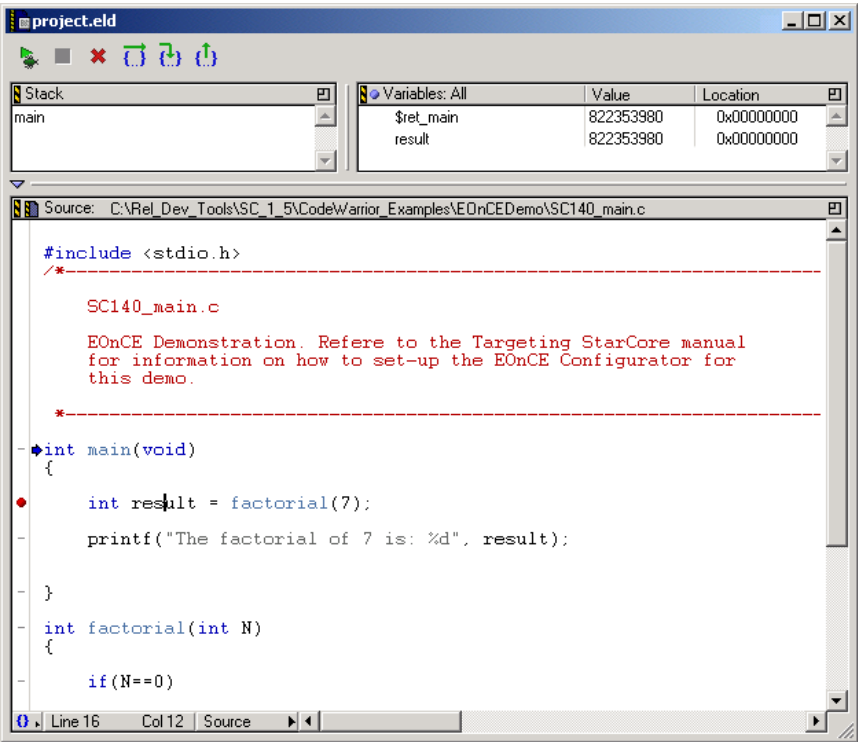 project.eld
Stack
main
Variables: All Value Location
$ret_main 822353980 0x00000000
result 822353980 0x00000000
Source: C:\Rel_Dev_Tools\SC_1_5\CodeWarrior_Examples\EOnCEDemo\SC140_main.c
#include <stdio.h>
/*----------------------------------------------------------------------
SC140_main.c
EOnCE Demonstration. Refere to the Targeting StarCore manual
for information on how to set-up the EOnCE Configurator for
this demo.
*----------------------------------------------------------------------
int main(void)
{
int result = factorial(7);
printf("The factorial of 7 is: %d", result);
}
int factorial(int N)
{
if(N==0)
Line 16 Col 12 Source